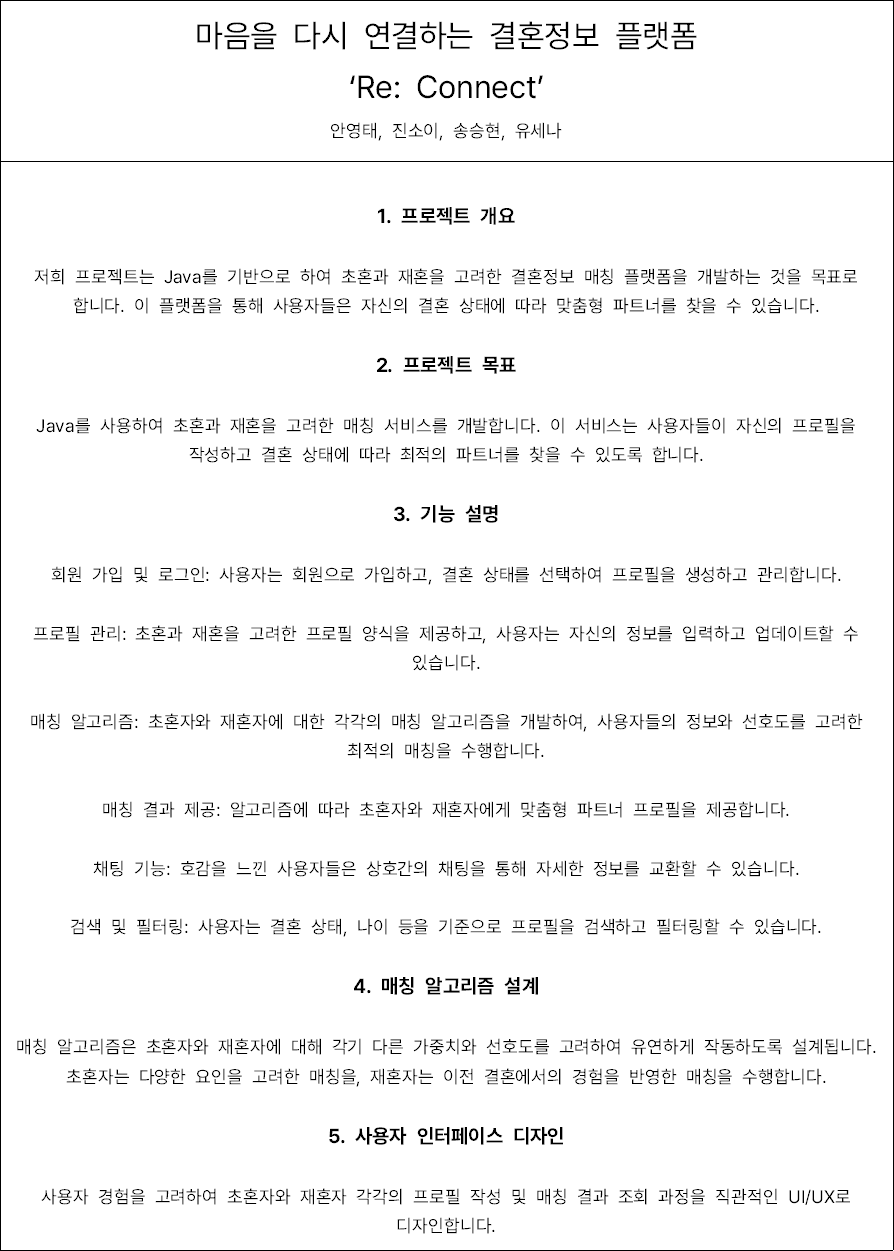 마음을 다시 연결하는 결혼정보 플랫폼
‘Re: Connect’
안영태, 진소이, 송승현, 유세나
1. 프로젝트 개요
저희 프로젝트는 Java를 기반으로 하여 초혼과 재혼을 고려한 결혼정보 매칭 플랫폼을 개발하는 것을 목표로
합니다. 이 플랫폼을 통해 사용자들은 자신의 결혼 상태에 따라 맞춤형 파트너를 찾을 수 있습니다.
2. 프로젝트 목표
Java를 사용하여 초혼과 재혼을 고려한 매칭 서비스를 개발합니다. 이 서비스는 사용자들이 자신의 프로필을
작성하고 결혼 상태에 따라 최적의 파트너를 찾을 수 있도록 합니다.
3. 기능 설명
회원 가입 및 로그인: 사용자는 회원으로 가입하고, 결혼 상태를 선택하여 프로필을 생성하고 관리합니다.
프로필 관리: 초혼과 재혼을 고려한 프로필 양식을 제공하고, 사용자는 자신의 정보를 입력하고 업데이트할 수
있습니다.
매칭 알고리즘: 초혼자와 재혼자에 대한 각각의 매칭 알고리즘을 개발하여, 사용자들의 정보와 선호도를 고려한
최적의 매칭을 수행합니다.
매칭 결과 제공: 알고리즘에 따라 초혼자와 재혼자에게 맞춤형 파트너 프로필을 제공합니다.
채팅 기능: 호감을 느낀 사용자들은 상호간의 채팅을 통해 자세한 정보를 교환할 수 있습니다.
검색 및 필터링: 사용자는 결혼 상태, 나이 등을 기준으로 프로필을 검색하고 필터링할 수 있습니다.
4. 매칭 알고리즘 설계
매칭 알고리즘은 초혼자와 재혼자에 대해 각기 다른 가중치와 선호도를 고려하여 유연하게 작동하도록 설계됩니다.
초혼자는 다양한 요인을 고려한 매칭을, 재혼자는 이전 결혼에서의 경험을 반영한 매칭을 수행합니다.
5. 사용자 인터페이스 디자인
사용자 경험을 고려하여 초혼자와 재혼자 각각의 프로필 작성 및 매칭 결과 조회 과정을 직관적인 UI/UX로
디자인합니다.